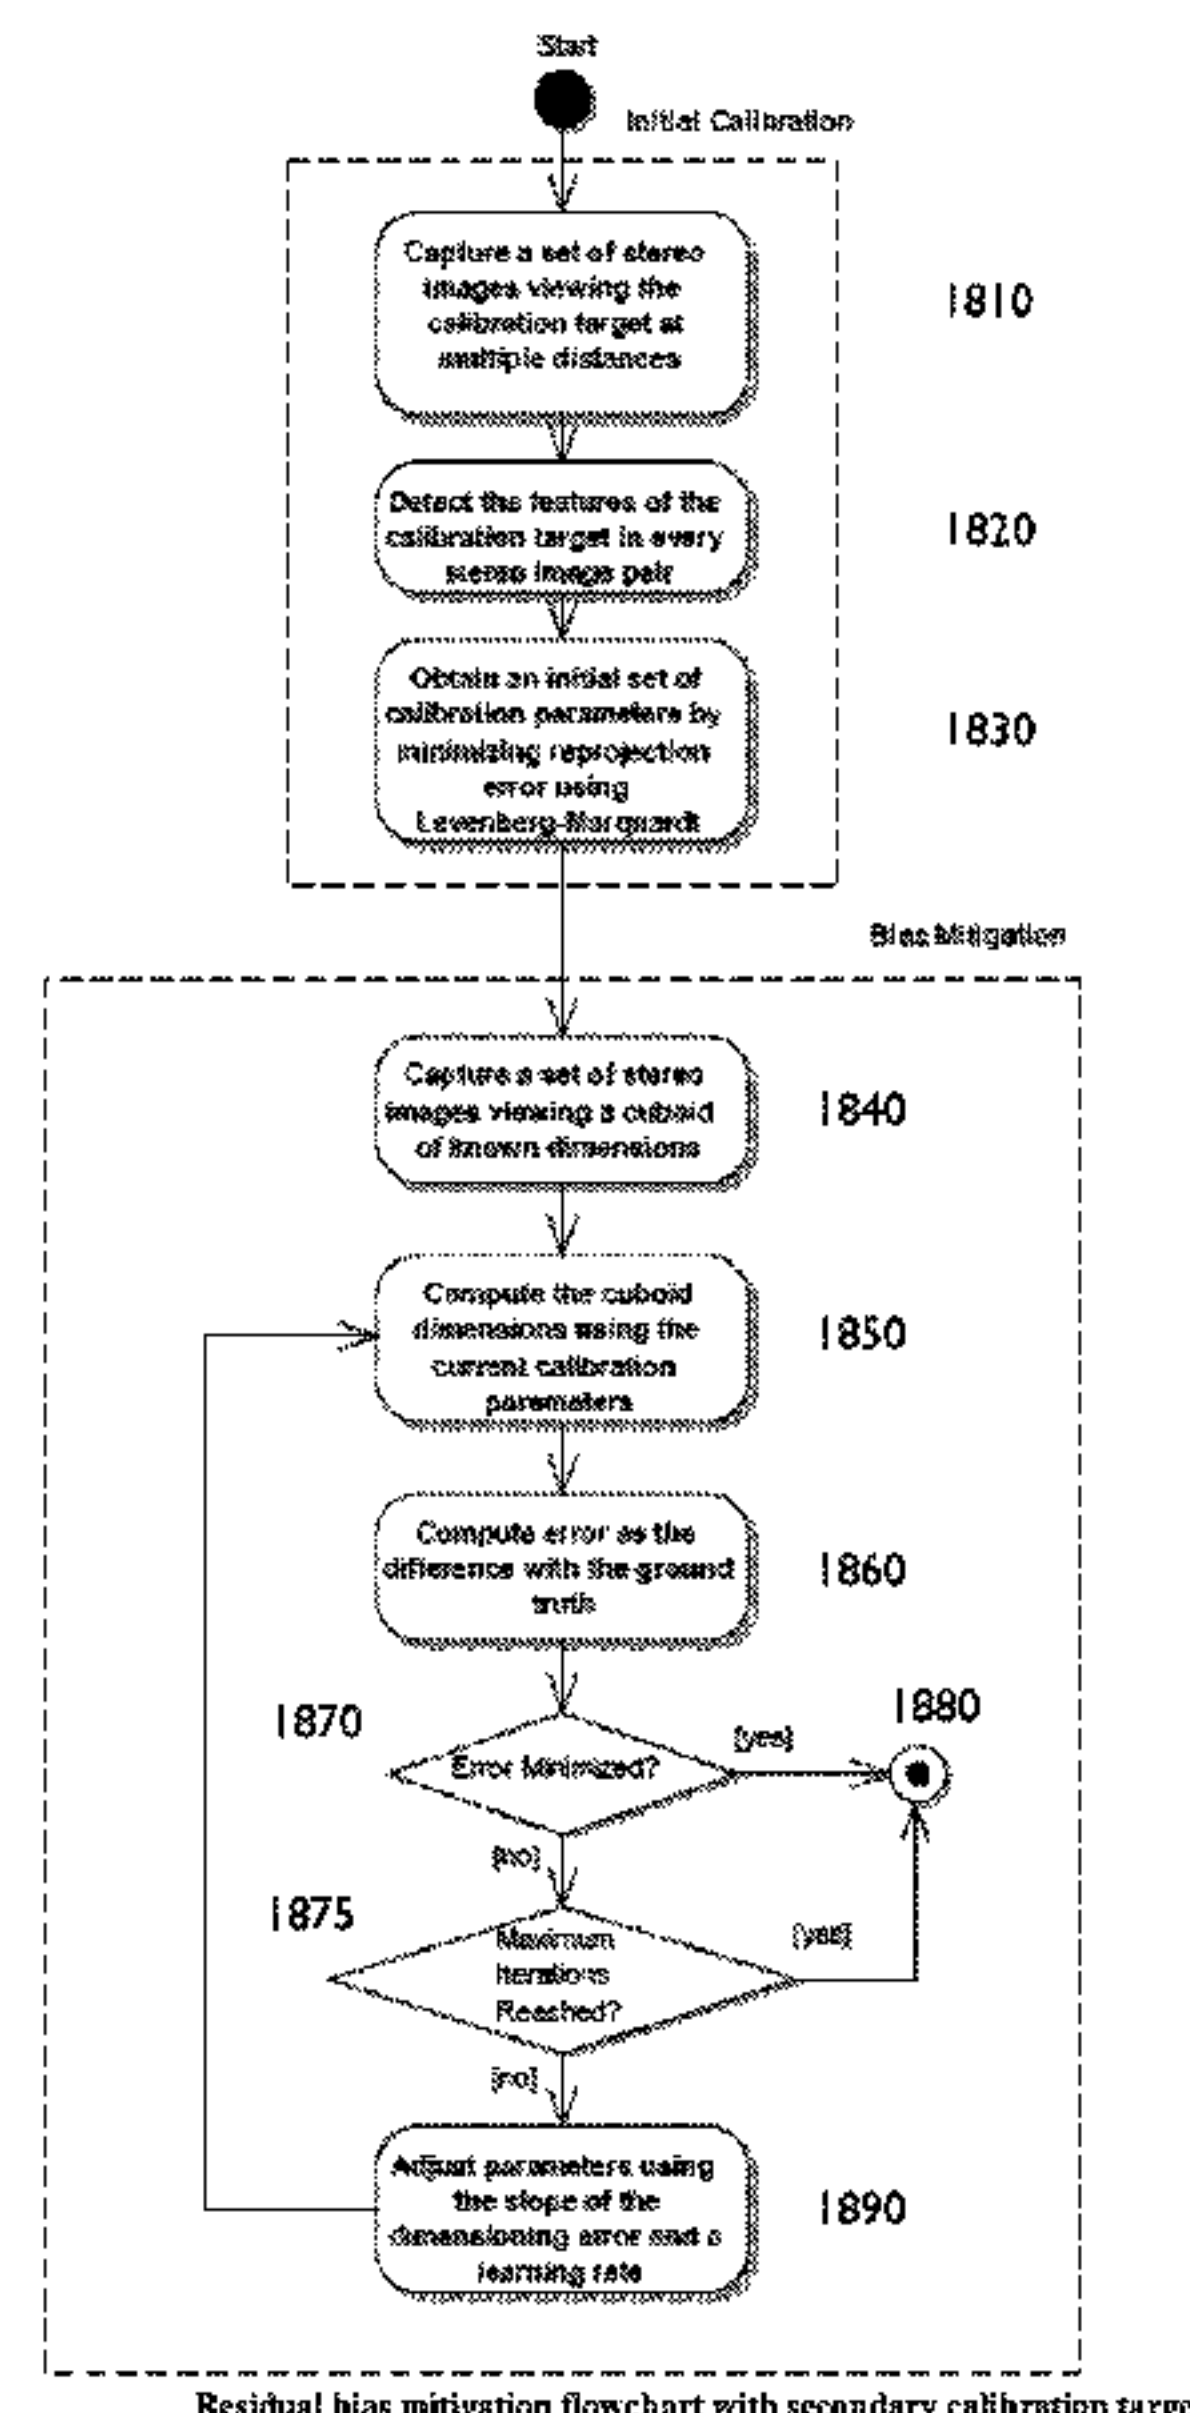 Start
Initial Calibration
Capture a set of stereo
images viewing the
calibration target at
multiple distances
1810
Detect the features of the
calibration target in every
stereo image pair
1820
Obtain an initial set of
calibration parameters by
minimizing reprojection
error using
Levenberg-Marquardt
1830
Bias Mitigation
Capture a set of stereo
images viewing a cuboid
of known dimensions
1840
Compute the cuboid
dimensions using the
current calibration
parameters
1850
Compute error as the
difference with the ground
truth
1860
1870
Error Minimized?
[yes]
1880
[no]
1875
Maximum
Iterations
Reached?
[yes]
[no]
Adjust parameters using
the slope of the
dimensioning error and a
learning rate
1890
Residual bias mitigation flowchart with secondary calibration targe